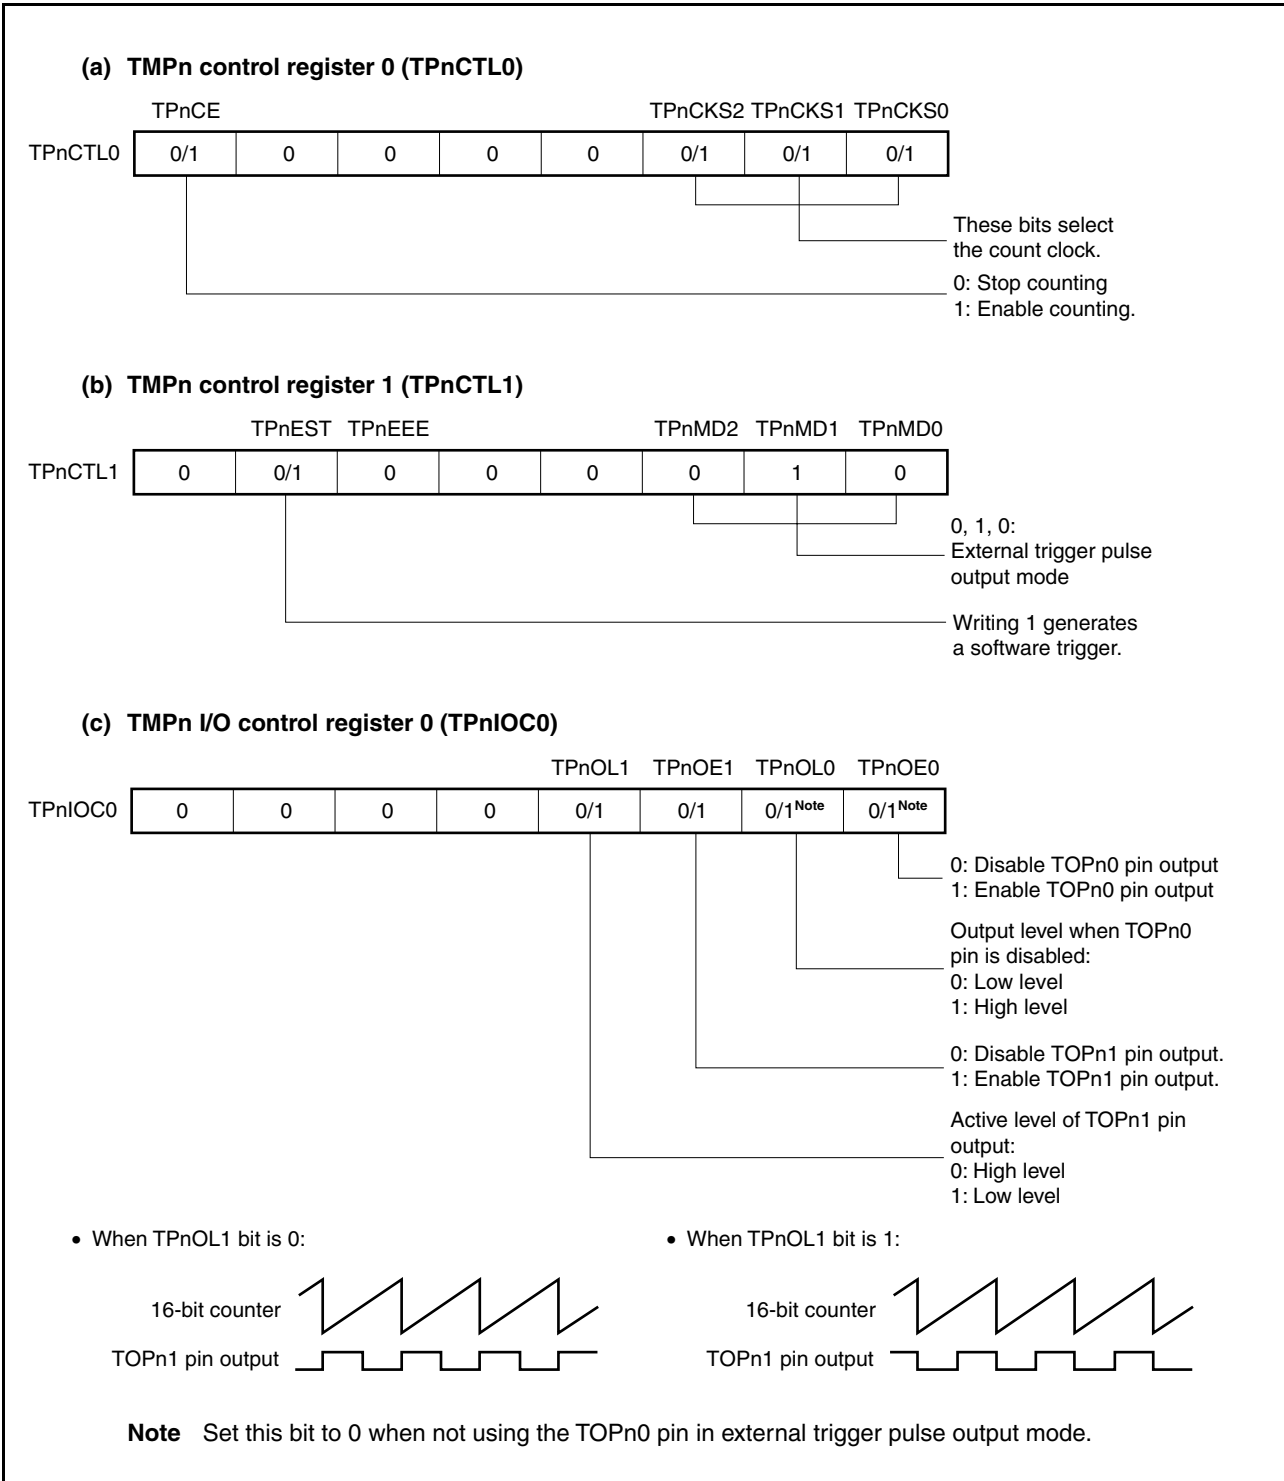 (a) TMPn control register 0 (TPnCTL0)
TPnCE TPnCKS2 TPnCKS1 TPnCKS0
TPnCTL0 0/1 0 0 0 0 0/1 0/1 0/1
These bits select
the count clock.
0: Stop counting
1: Enable counting.
(b) TMPn control register 1 (TPnCTL1)
TPnEST TPnEEE TPnMD2 TPnMD1 TPnMD0
TPnCTL1 0 0/1 0 0 0 0 1 0
0, 1, 0:
External trigger pulse
output mode
Writing 1 generates
a software trigger.
(c) TMPn I/O control register 0 (TPnIOC0)
TPnOL1 TPnOE1 TPnOL0 TPnOE0
TPnIOC0 0 0 0 0 0/1 0/1 0/1Note 0/1Note
0: Disable TOPn0 pin output
1: Enable TOPn0 pin output
Output level when TOPn0
pin is disabled:
0: Low level
1: High level
0: Disable TOPn1 pin output.
1: Enable TOPn1 pin output.
Active level of TOPn1 pin
output:
0: High level
1: Low level
• When TPnOL1 bit is 0:
16-bit counter
TOPn1 pin output
• When TPnOL1 bit is 1:
16-bit counter
TOPn1 pin output
Note Set this bit to 0 when not using the TOPn0 pin in external trigger pulse output mode.